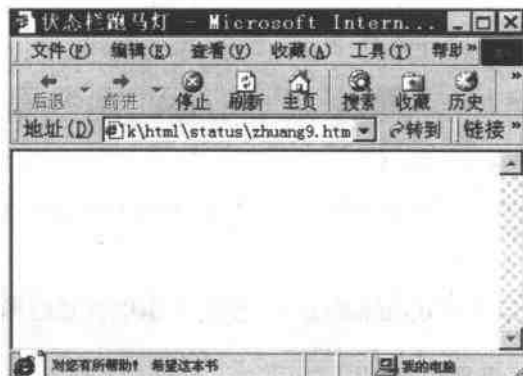 状态栏跑马灯 - Microsoft Intern...
文件(F) 编辑(E) 查看(V) 收藏(A) 工具(T) 帮助 »
后退 前进 停止 刷新 主页 搜索 收藏 历史 »
地址(D) k\html\status\zhuang9.htm 转到 链接 »
对您有所帮助! 希望这本书 我的电脑